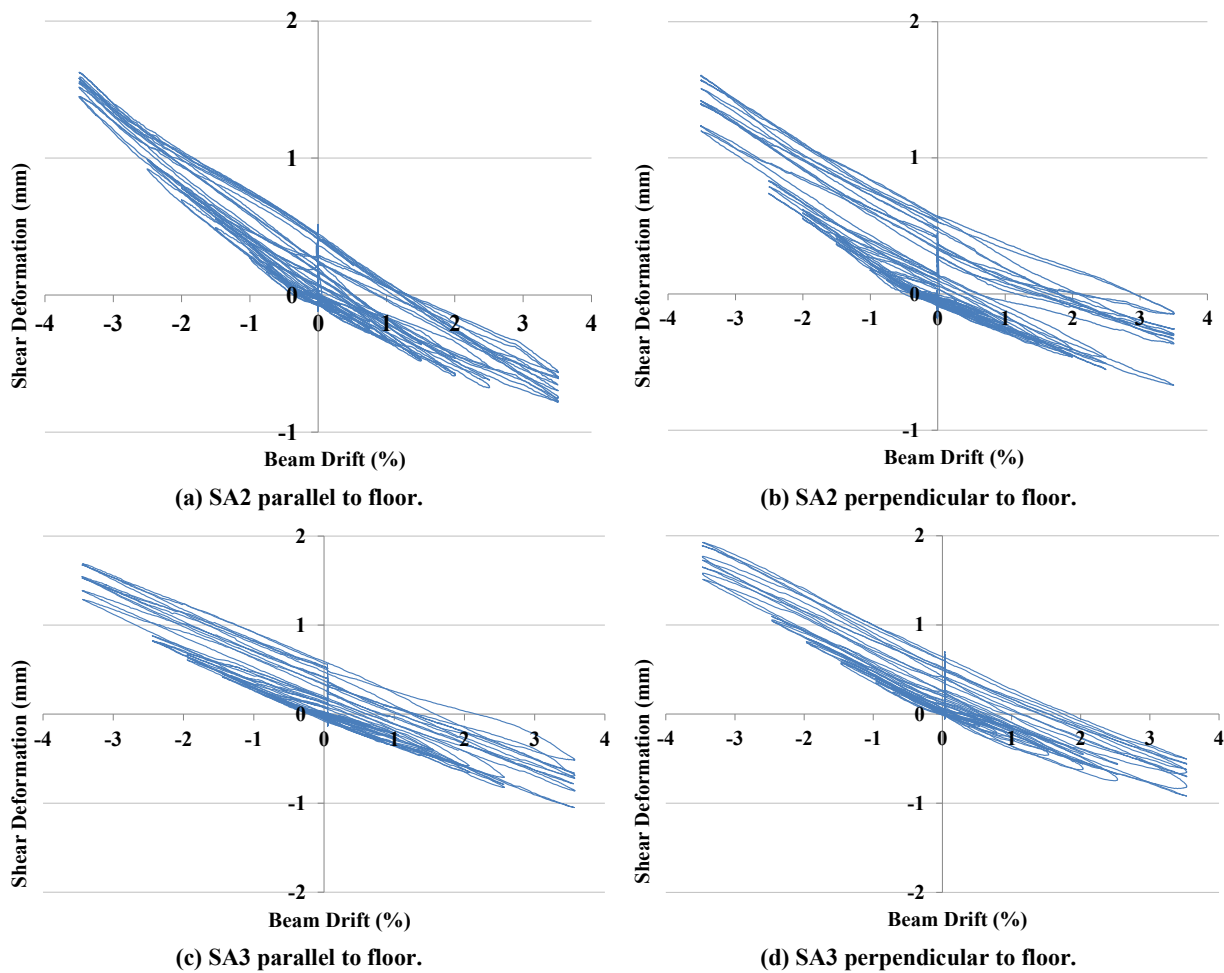 2
1
0
-1
-4 -3 -2 -1 0 1 2 3 4
Shear Deformation (mm)
Beam Drift (%)
(a) SA2 parallel to floor.
2
1
0
-1
-4 -3 -2 -1 0 1 2 3 4
Shear Deformation (mm)
Beam Drift (%)
(b) SA2 perpendicular to floor.
2
1
0
-1
-2
-4 -3 -2 -1 0 1 2 3 4
Shear Deformation (mm)
Beam Drift (%)
(c) SA3 parallel to floor.
2
1
0
-1
-2
-4 -3 -2 -1 0 1 2 3 4
Shear Deformation (mm)
Beam Drift (%)
(d) SA3 perpendicular to floor.